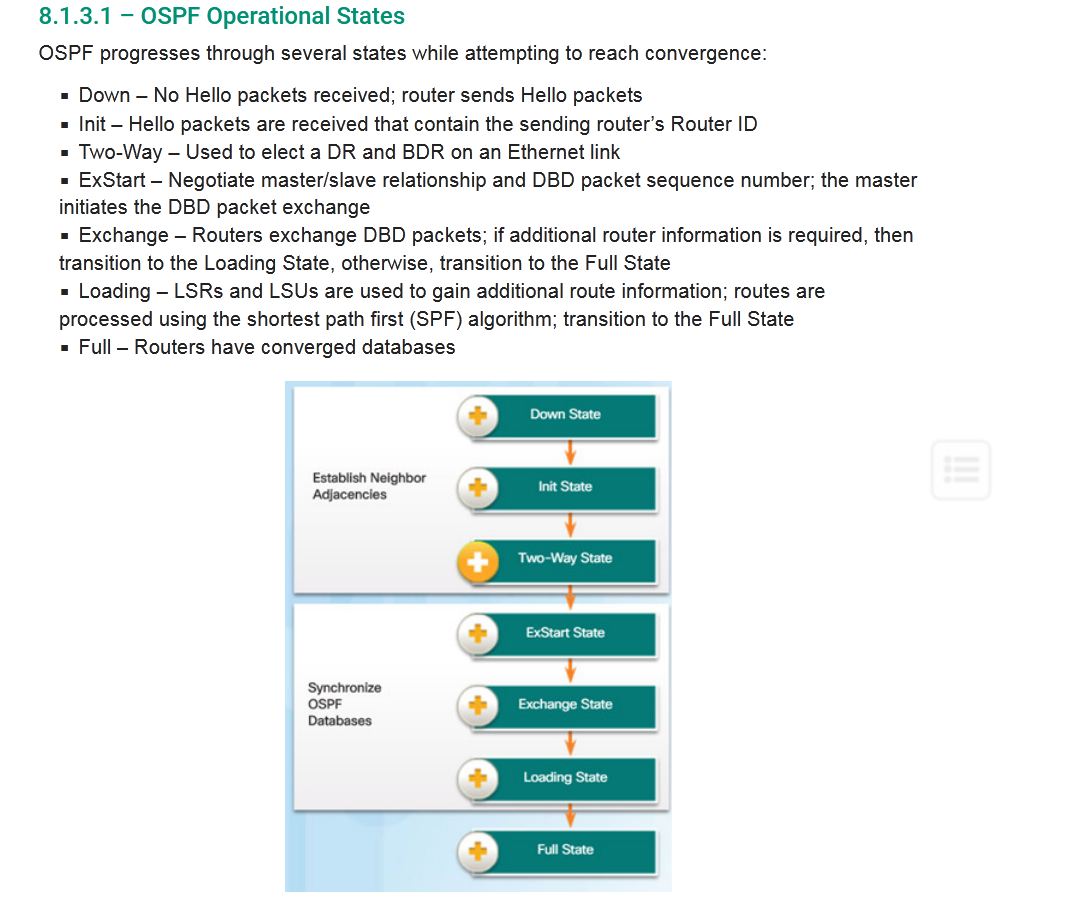 8.1.3.1 – OSPF Operational States
OSPF progresses through several states while attempting to reach convergence:
▪ Down – No Hello packets received; router sends Hello packets
▪ Init – Hello packets are received that contain the sending router’s Router ID
▪ Two-Way – Used to elect a DR and BDR on an Ethernet link
▪ ExStart – Negotiate master/slave relationship and DBD packet sequence number; the master
initiates the DBD packet exchange
▪ Exchange – Routers exchange DBD packets; if additional router information is required, then
transition to the Loading State, otherwise, transition to the Full State
▪ Loading – LSRs and LSUs are used to gain additional route information; routes are
processed using the shortest path first (SPF) algorithm; transition to the Full State
▪ Full – Routers have converged databases
Establish Neighbor
Adjacencies
Down State
Init State
Two-Way State
Synchronize
OSPF
Databases
ExStart State
Exchange State
Loading State
Full State